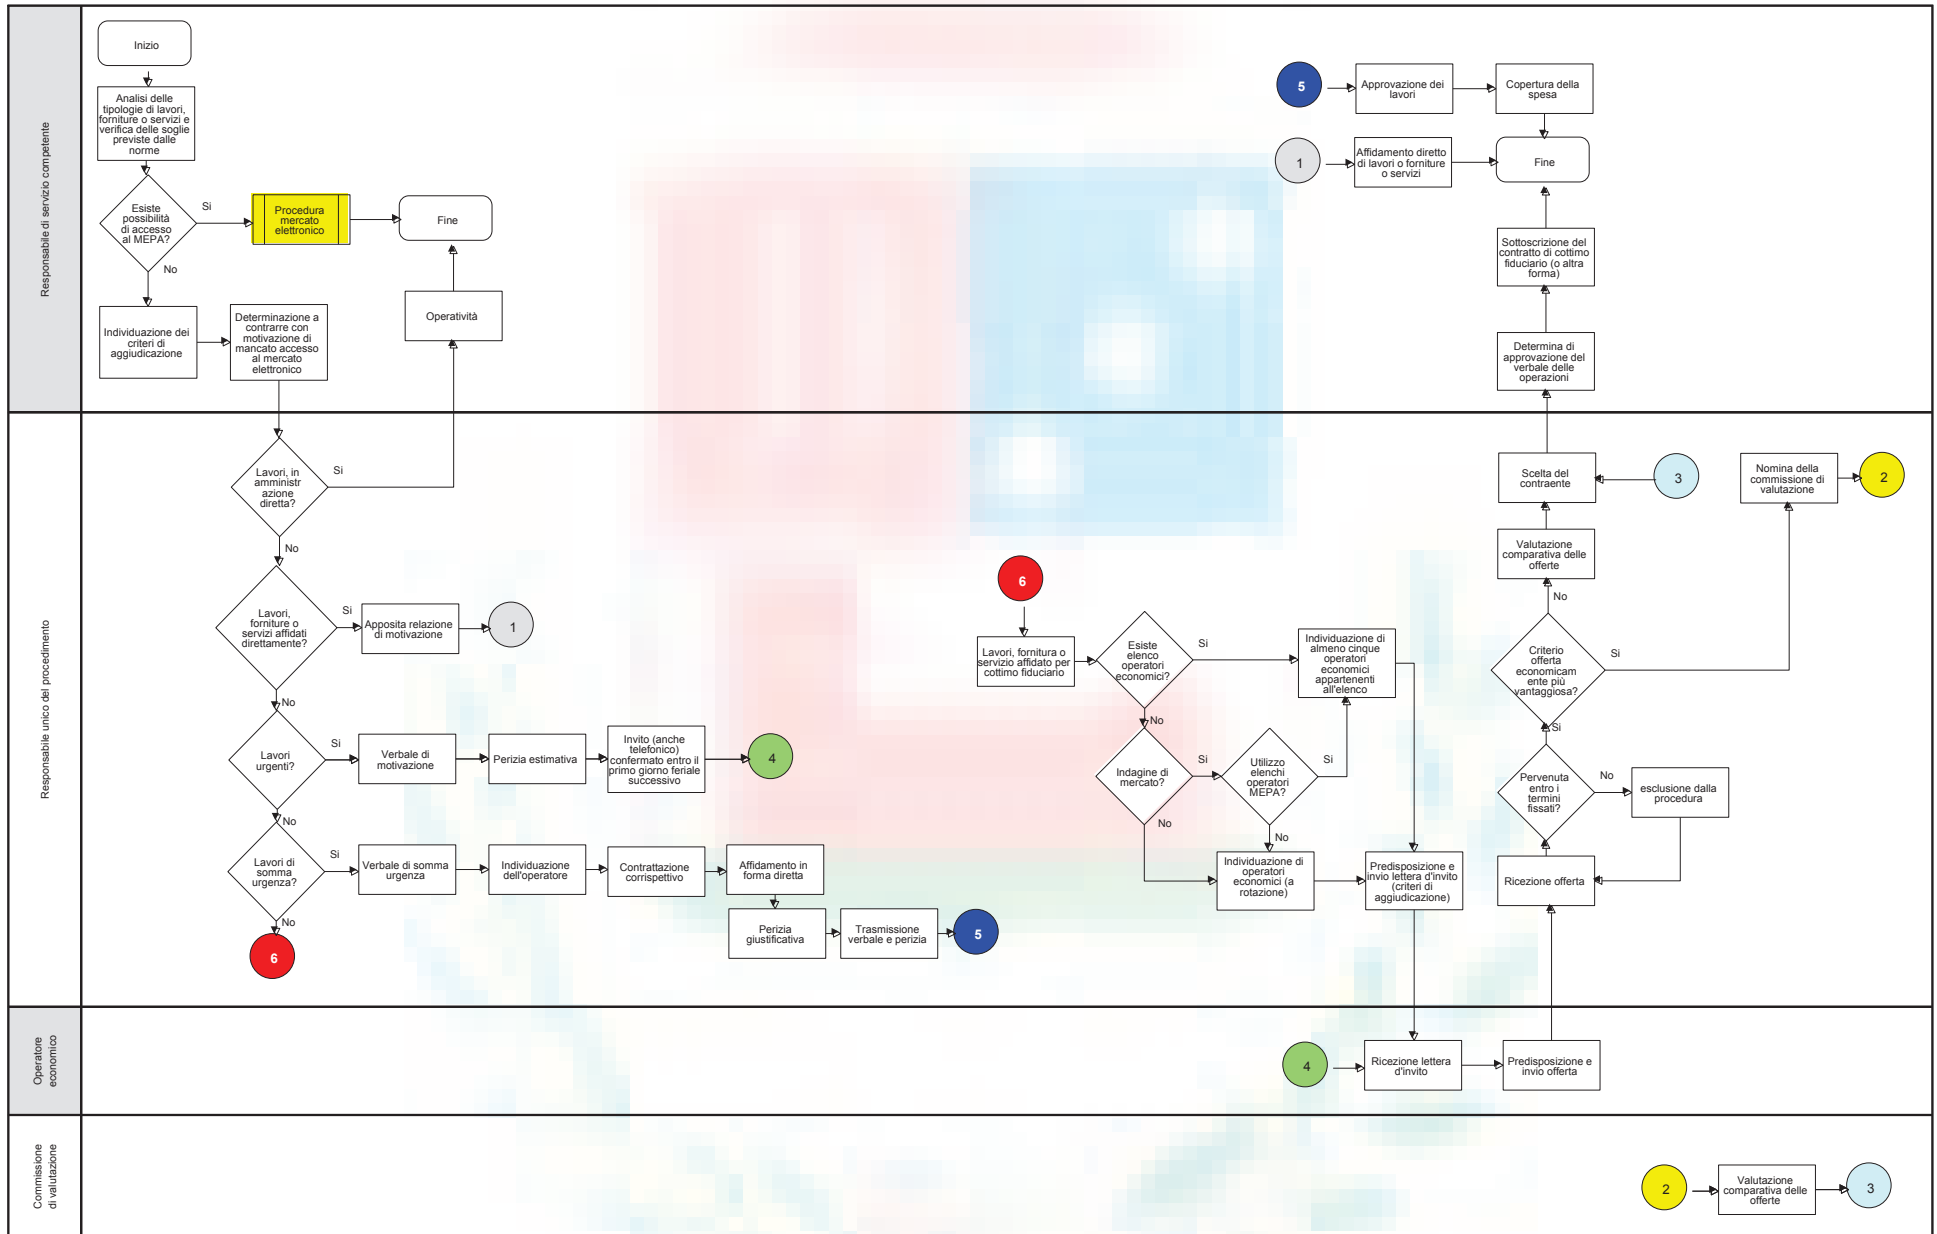 Responsabile di servizio competente
Inizio
Analisi delle
tipologie di lavori,
forniture o servizi e
verifica delle soglie
previste dalle
norme
Esiste
possibilità
di accesso
al MEPA?
Si
No
Procedura
mercato
elettronico
Fine
Individuazione dei
criteri di
aggiudicazione
Determinazione a
contrarre con
motivazione di
mancato accesso
al mercato
elettronico
Operatività
5
Approvazione dei
lavori
Copertura della
spesa
1
Affidamento diretto
di lavori o forniture
o servizi
Fine
Sottoscrizione del
contratto di cottimo
fiduciario (o altra
forma)
Determina di
approvazione del
verbale delle
operazioni
Responsabile unico del procedimento
Lavori, in
amministr
azione
diretta?
Si
No
Lavori,
forniture o
servizi affidati
direttamente?
Si
Apposita relazione
di motivazione
1
No
Lavori
urgenti?
Si
Verbale di
motivazione
Perizia estimativa
Invito (anche
telefonico)
confermato entro il
primo giorno feriale
successivo
4
No
Lavori di
somma
urgenza?
Si
Verbale di somma
urgenza
Individuazione
dell'operatore
Contrattazione
corrispettivo
Affidamento in
forma diretta
Perizia
giustificativa
Trasmissione
verbale e perizia
5
No
6
6
Lavori, fornitura o
servizio affidato per
cottimo fiduciario
Esiste
elenco
operatori
economici?
Si
Individuazione di
almeno cinque
operatori
economici
appartenenti
all'elenco
No
Indagine di
mercato?
Si
Utilizzo
elenchi
operatori
MEPA?
Si
No
No
Individuazione di
operatori
economici (a
rotazione)
Predisposizione e
invio lettera d'invito
(criteri di
aggiudicazione)
Scelta del
contraente
3
Nomina della
commissione di
valutazione
2
Valutazione
comparativa delle
offerte
No
Criterio
offerta
economicam
ente più
vantaggiosa?
Si
Si
Pervenuta
entro i
termini
fissati?
No
esclusione dalla
procedura
Ricezione offerta
Operatore
economico
4
Ricezione lettera
d'invito
Predisposizione e
invio offerta
Commissione
di valutazione
2
Valutazione
comparativa delle
offerte
3